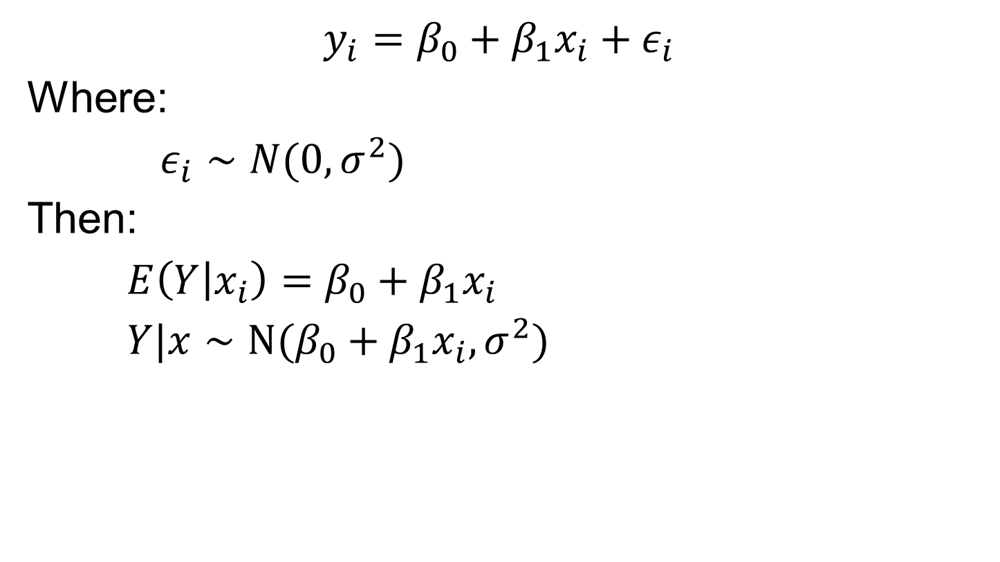 yᵢ = β₀ + β₁xᵢ + ϵᵢ
Where:
ϵᵢ ~ N(0, σ²)
Then:
E(Y|xᵢ) = β₀ + β₁xᵢ
Y|x ~ N(β₀ + β₁xᵢ, σ²)